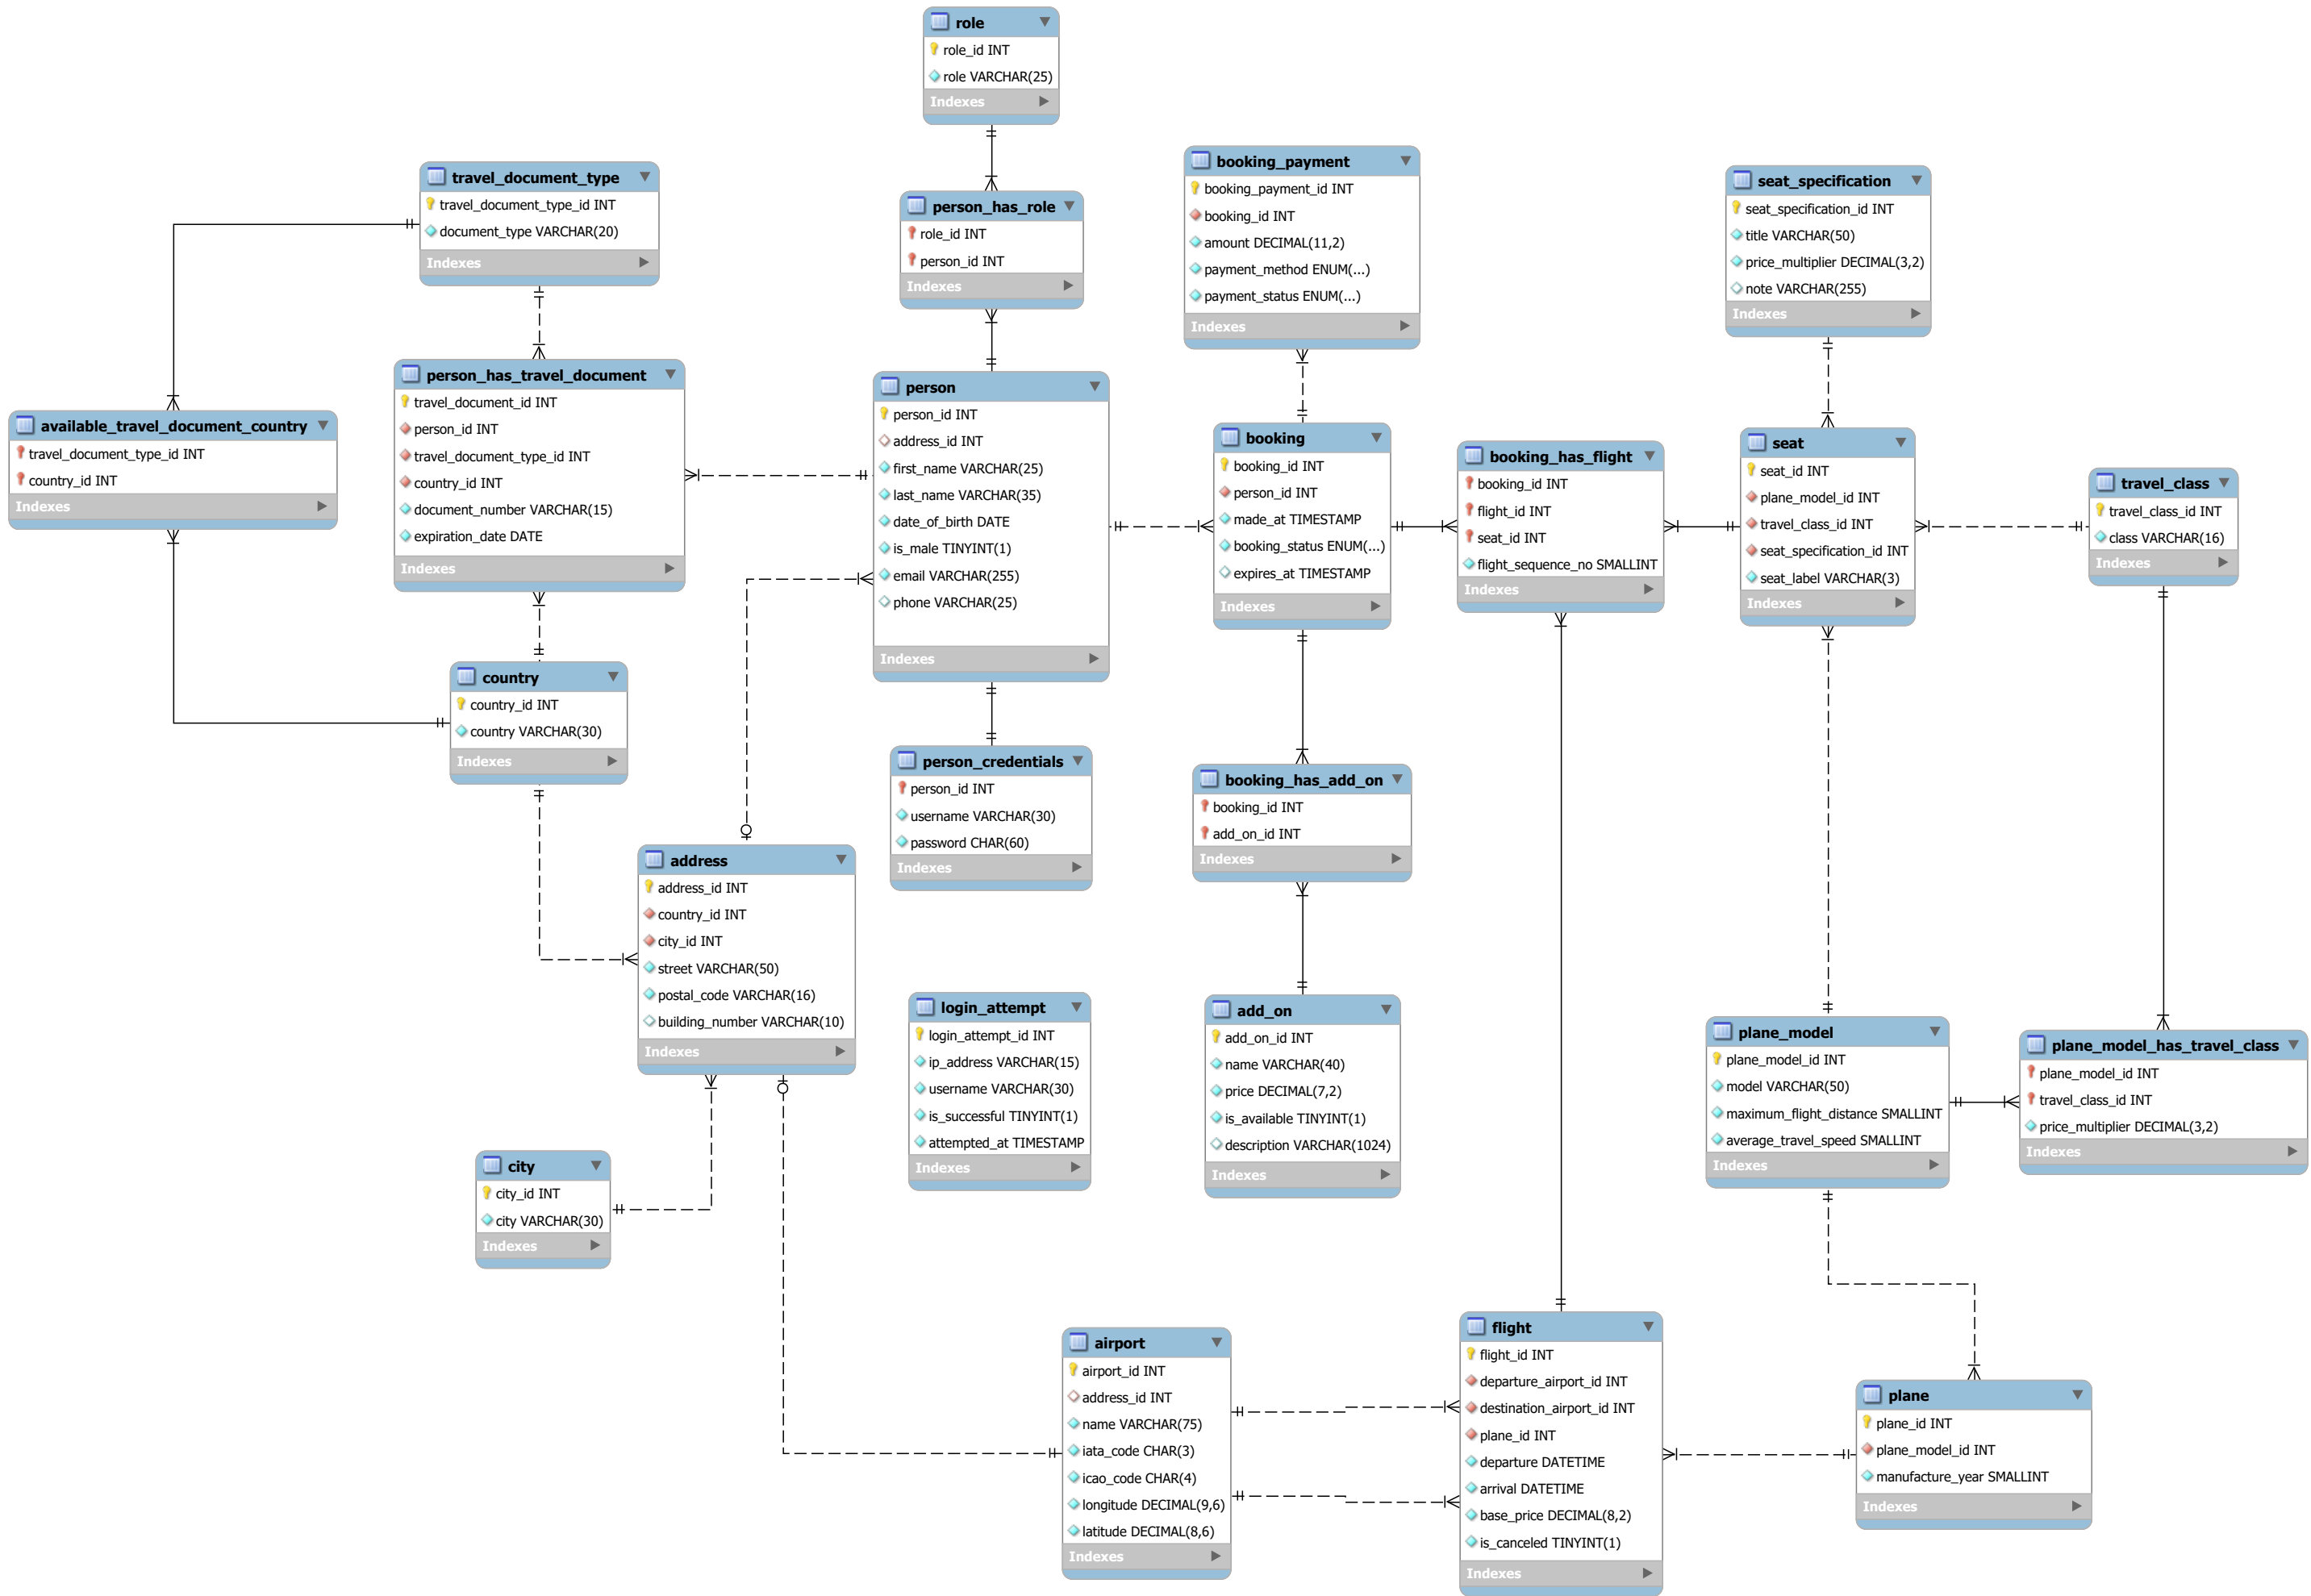 role
role_id INT
role VARCHAR(25)
Indexes
travel_document_type
travel_document_type_id INT
document_type VARCHAR(20)
Indexes
person_has_role
role_id INT
person_id INT
Indexes
booking_payment
booking_payment_id INT
booking_id INT
amount DECIMAL(11,2)
payment_method ENUM(...)
payment_status ENUM(...)
Indexes
seat_specification
seat_specification_id INT
title VARCHAR(50)
price_multiplier DECIMAL(3,2)
note VARCHAR(255)
Indexes
available_travel_document_country
travel_document_type_id INT
country_id INT
Indexes
person_has_travel_document
travel_document_id INT
person_id INT
travel_document_type_id INT
country_id INT
document_number VARCHAR(15)
expiration_date DATE
Indexes
person
person_id INT
address_id INT
first_name VARCHAR(25)
last_name VARCHAR(35)
date_of_birth DATE
is_male TINYINT(1)
email VARCHAR(255)
phone VARCHAR(25)
Indexes
booking
booking_id INT
person_id INT
made_at TIMESTAMP
booking_status ENUM(...)
expires_at TIMESTAMP
Indexes
booking_has_flight
booking_id INT
flight_id INT
seat_id INT
flight_sequence_no SMALLINT
Indexes
seat
seat_id INT
plane_model_id INT
travel_class_id INT
seat_specification_id INT
seat_label VARCHAR(3)
Indexes
travel_class
travel_class_id INT
class VARCHAR(16)
Indexes
country
country_id INT
country VARCHAR(30)
Indexes
person_credentials
person_id INT
username VARCHAR(30)
password CHAR(60)
Indexes
booking_has_add_on
booking_id INT
add_on_id INT
Indexes
address
address_id INT
country_id INT
city_id INT
street VARCHAR(50)
postal_code VARCHAR(16)
building_number VARCHAR(10)
Indexes
login_attempt
login_attempt_id INT
ip_address VARCHAR(15)
username VARCHAR(30)
is_successful TINYINT(1)
attempted_at TIMESTAMP
Indexes
add_on
add_on_id INT
name VARCHAR(40)
price DECIMAL(7,2)
is_available TINYINT(1)
description VARCHAR(1024)
Indexes
plane_model
plane_model_id INT
model VARCHAR(50)
maximum_flight_distance SMALLINT
average_travel_speed SMALLINT
Indexes
plane_model_has_travel_class
plane_model_id INT
travel_class_id INT
price_multiplier DECIMAL(3,2)
Indexes
city
city_id INT
city VARCHAR(30)
Indexes
airport
airport_id INT
address_id INT
name VARCHAR(75)
iata_code CHAR(3)
icao_code CHAR(4)
longitude DECIMAL(9,6)
latitude DECIMAL(8,6)
Indexes
flight
flight_id INT
departure_airport_id INT
destination_airport_id INT
plane_id INT
departure DATETIME
arrival DATETIME
base_price DECIMAL(8,2)
is_canceled TINYINT(1)
Indexes
plane
plane_id INT
plane_model_id INT
manufacture_year SMALLINT
Indexes